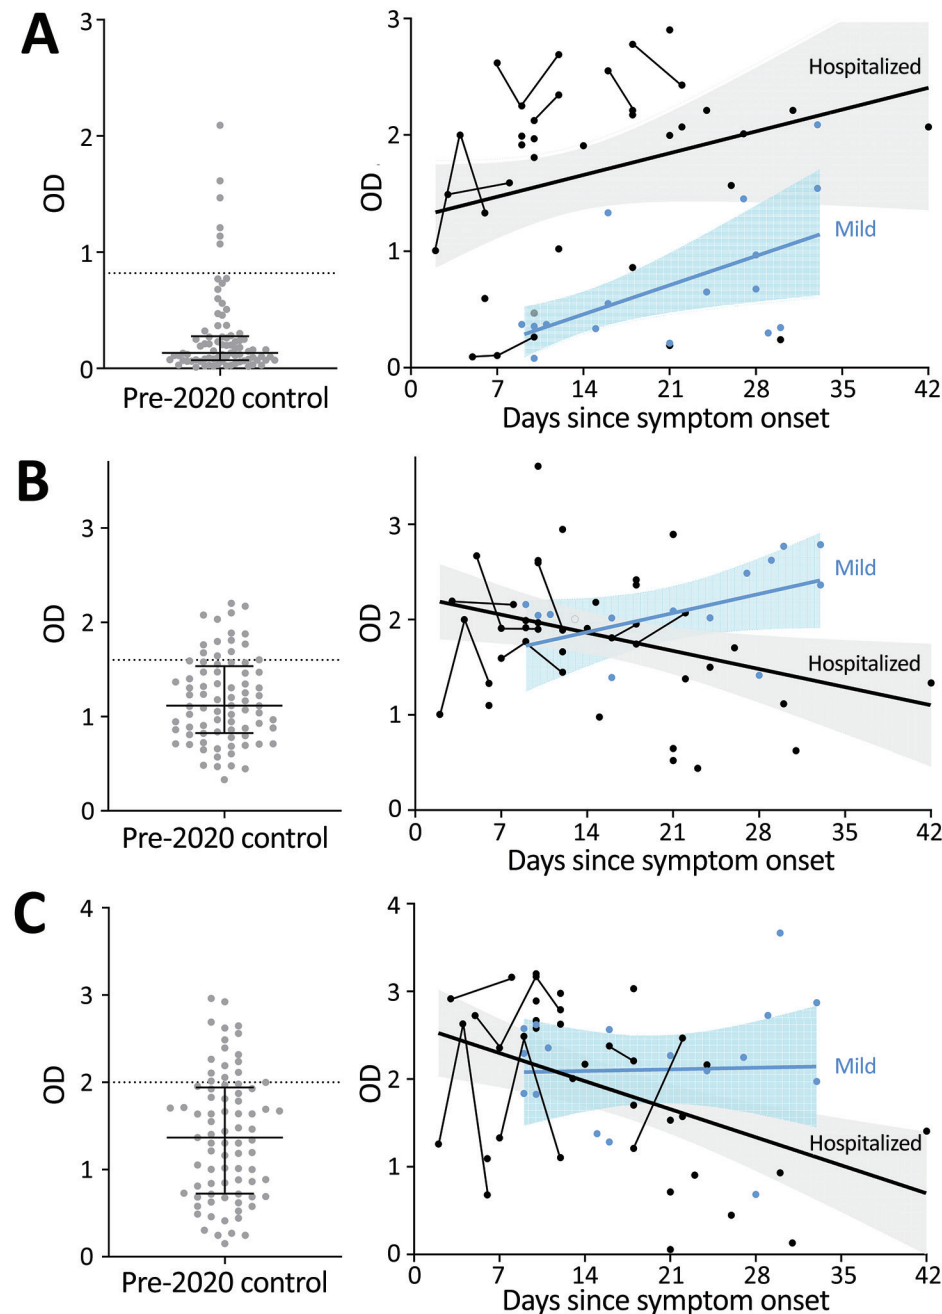 A
3
2
1
0
OD
Pre-2020 control
3
2
1
0
OD
Hospitalized
Mild
0 7 14 21 28 35 42
Days since symptom onset
B
3
2
1
0
OD
Pre-2020 control
3
2
1
0
OD
Mild
Hospitalized
0 7 14 21 28 35 42
Days since symptom onset
C
4
3
2
1
0
OD
Pre-2020 control
4
3
2
1
0
OD
Mild
Hospitalized
0 7 14 21 28 35 42
Days since symptom onset